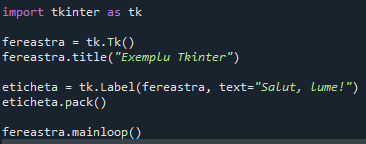 import tkinter as tk
fereastra = tk.Tk()
fereastra.title("Exemplu Tkinter")
eticheta = tk.Label(fereastra, text="Salut, lume!")
eticheta.pack()
fereastra.mainloop()